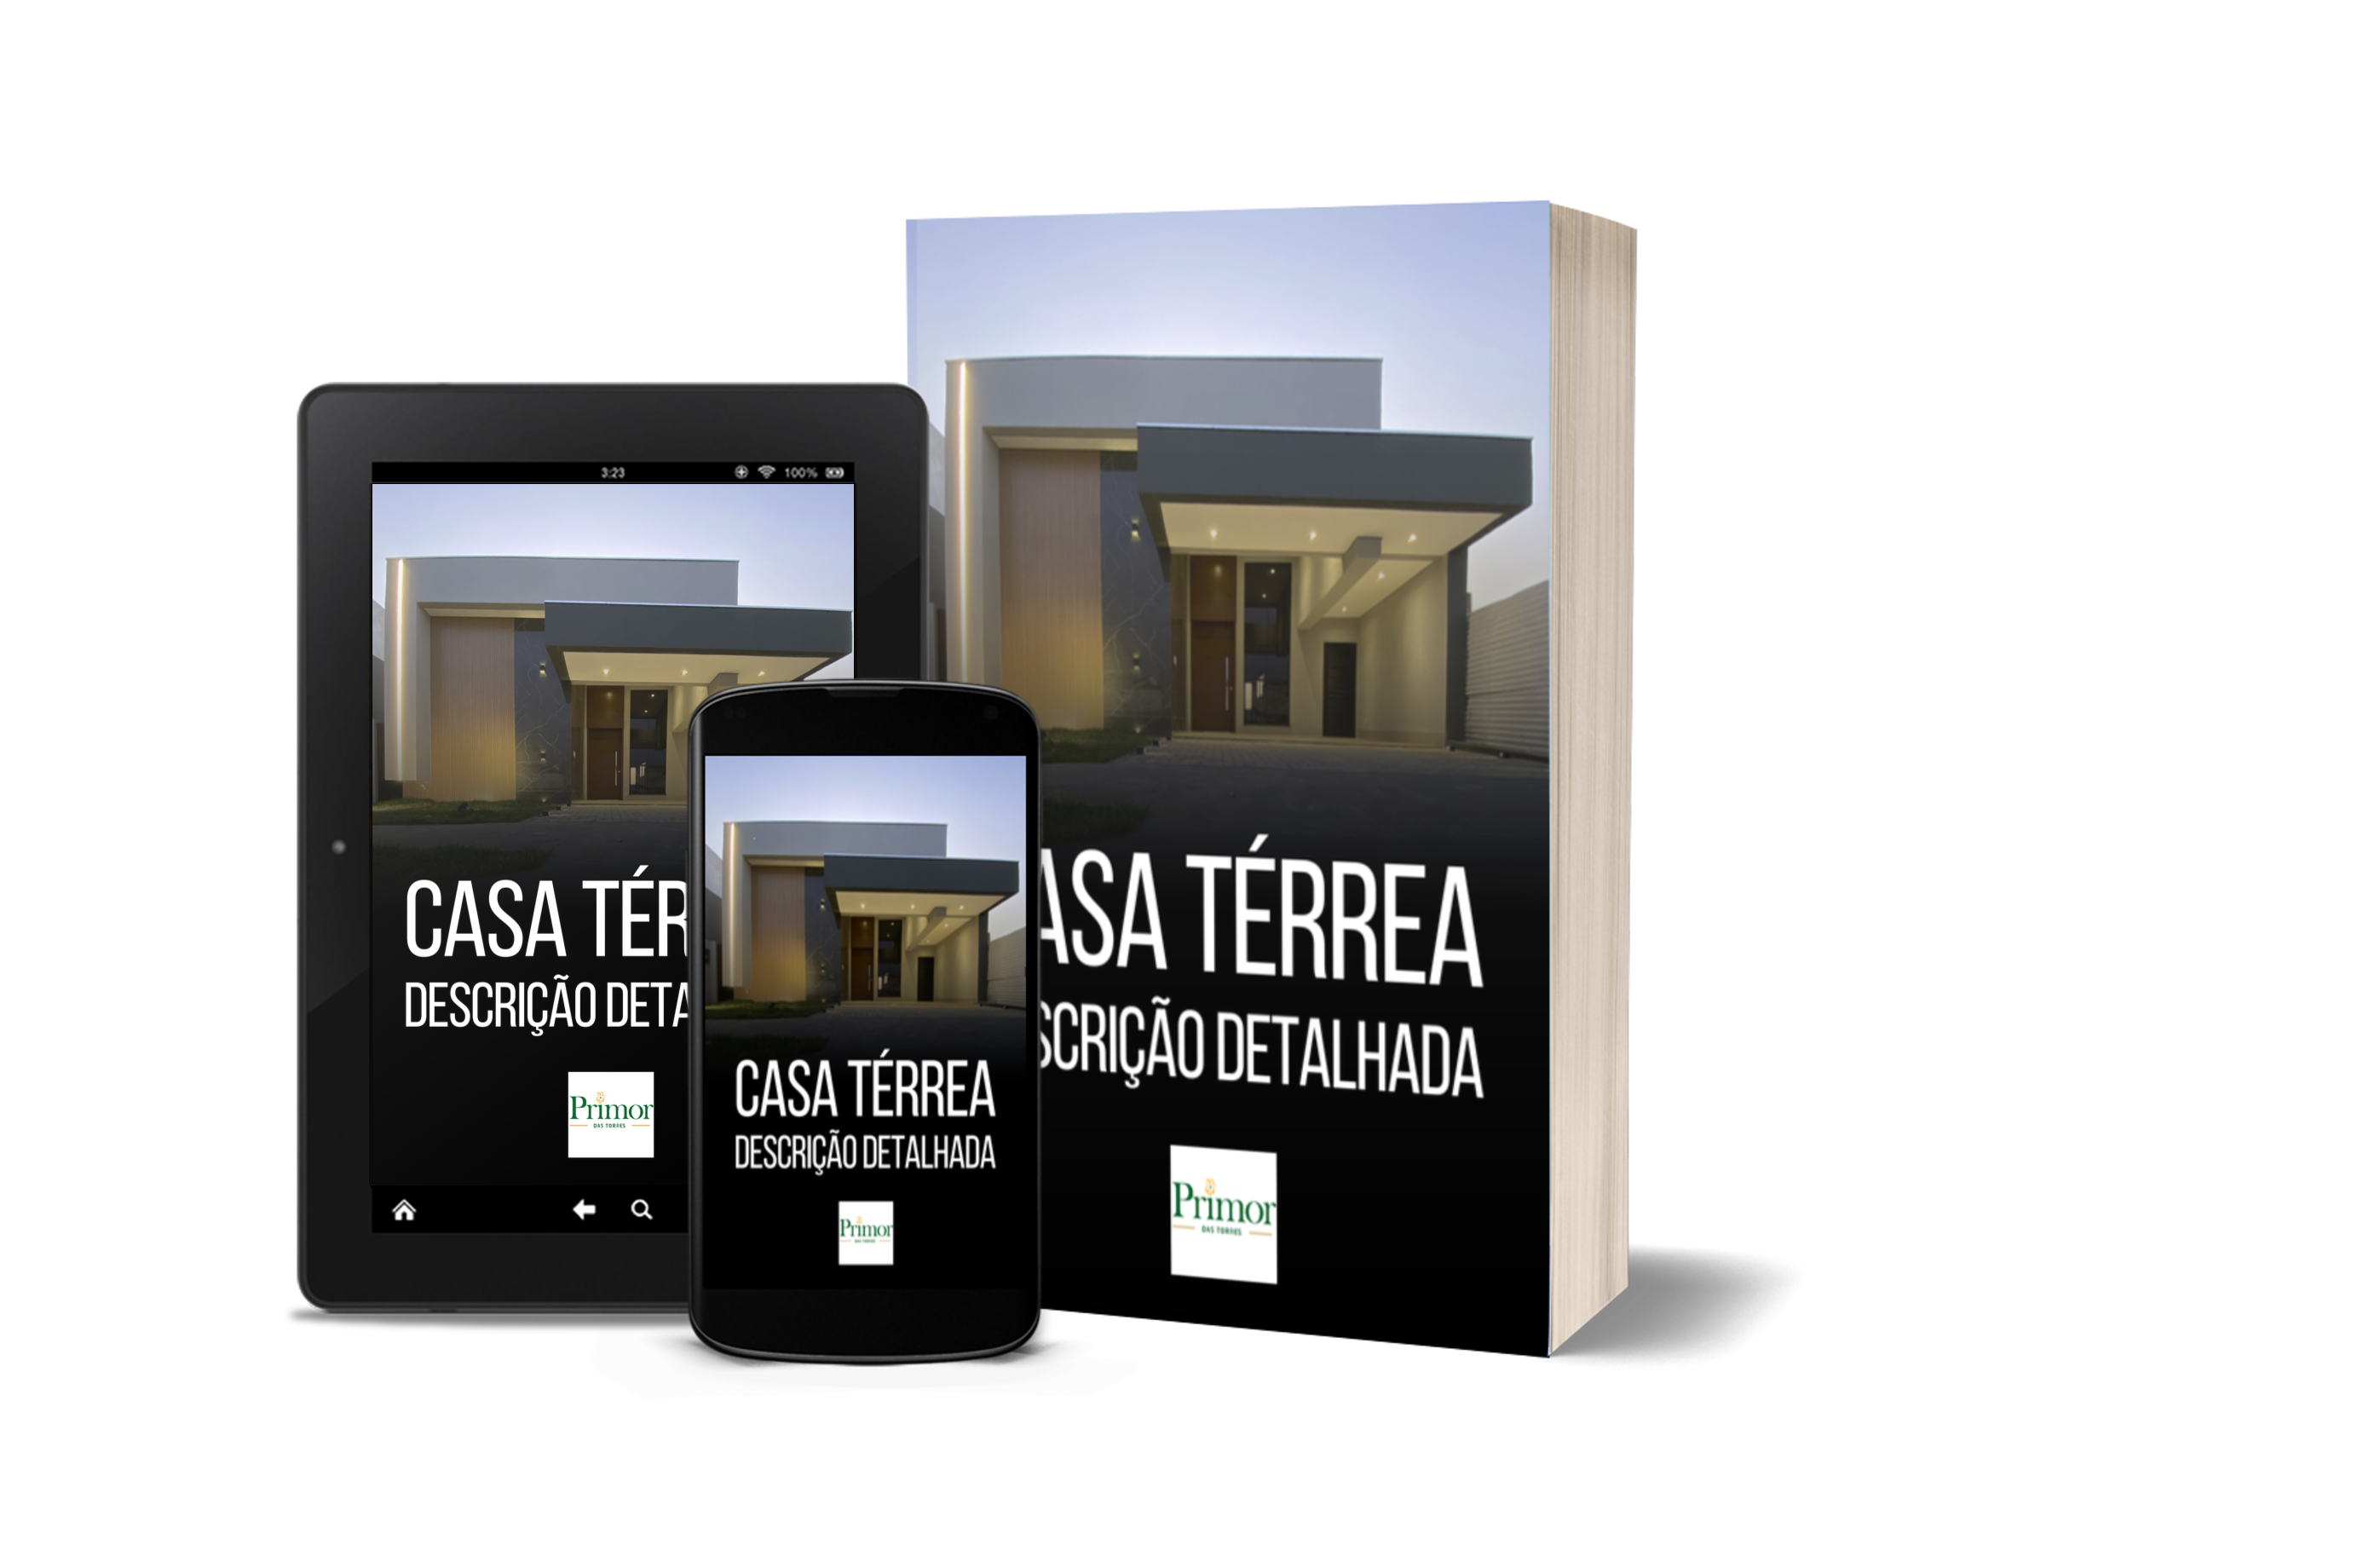 3:23
100%
CASA TÉR
DESCRIÇÃO DETA
Primor
DAS TORRES
CASA TÉRREA
DESCRIÇÃO DETALHADA
Primor
DAS TORRES
ASA TÉRREA
SCRIÇÃO DETALHADA
Primor
DAS TORRES